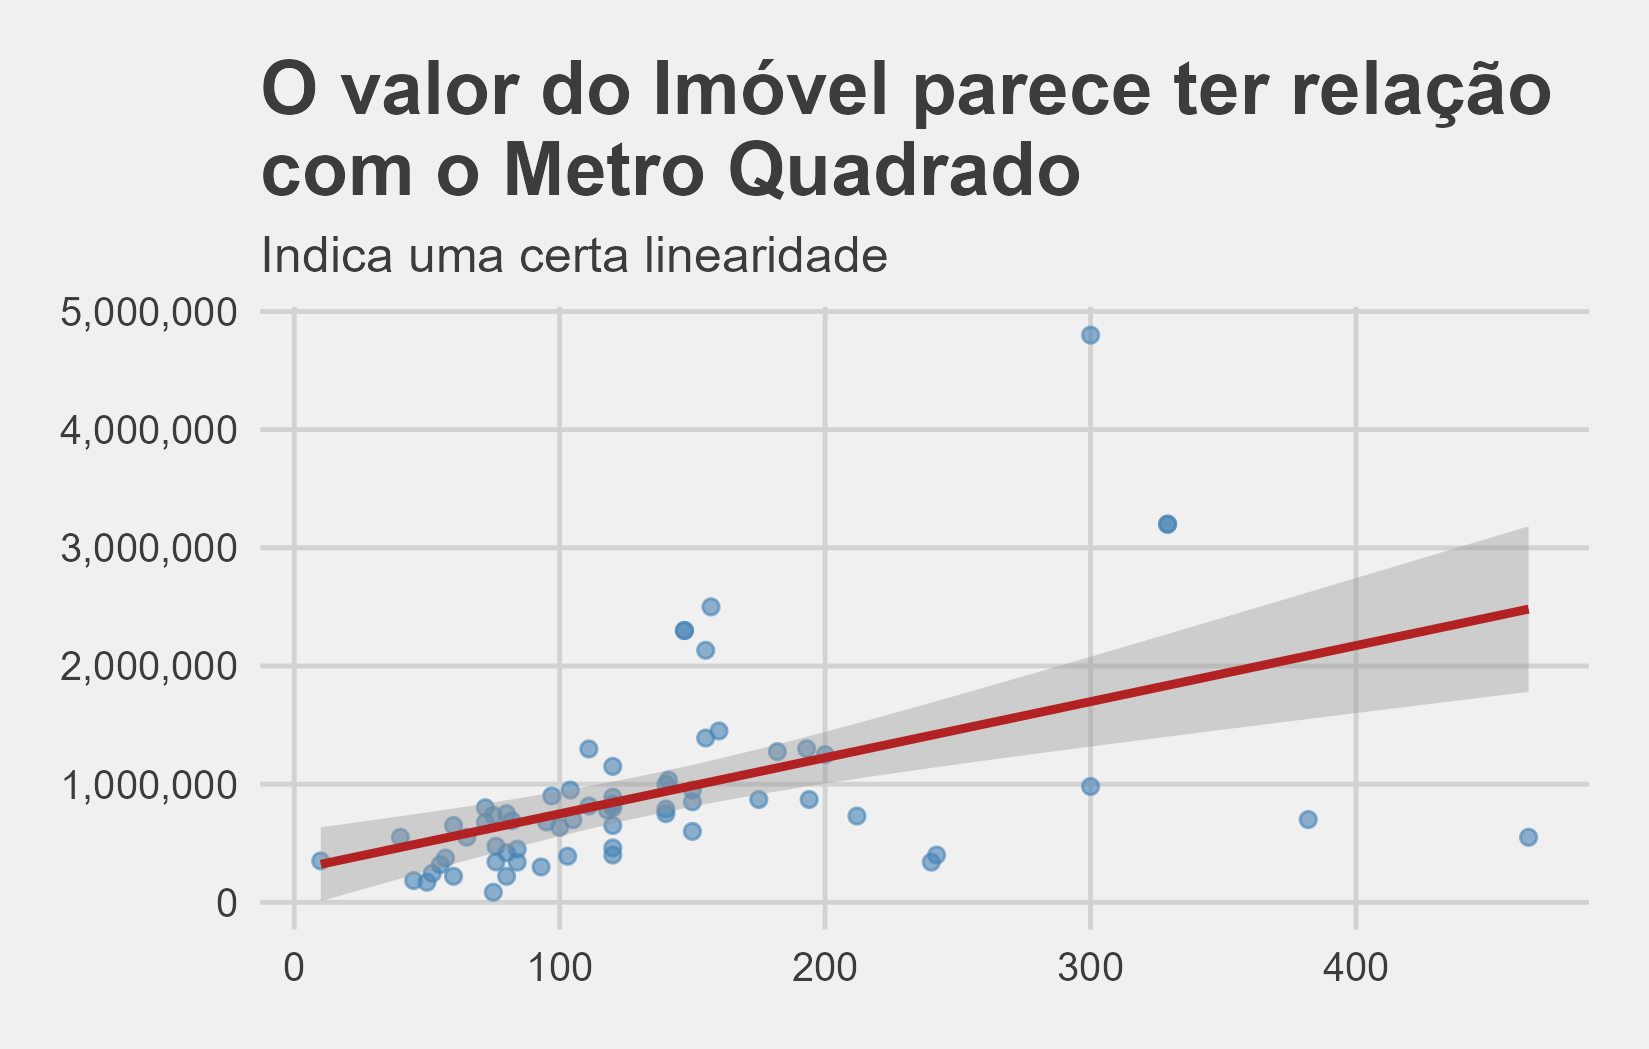 O valor do Imóvel parece ter relação
com o Metro Quadrado
Indica uma certa linearidade
5,000,000
4,000,000
3,000,000
2,000,000
1,000,000
0
0 100 200 300 400